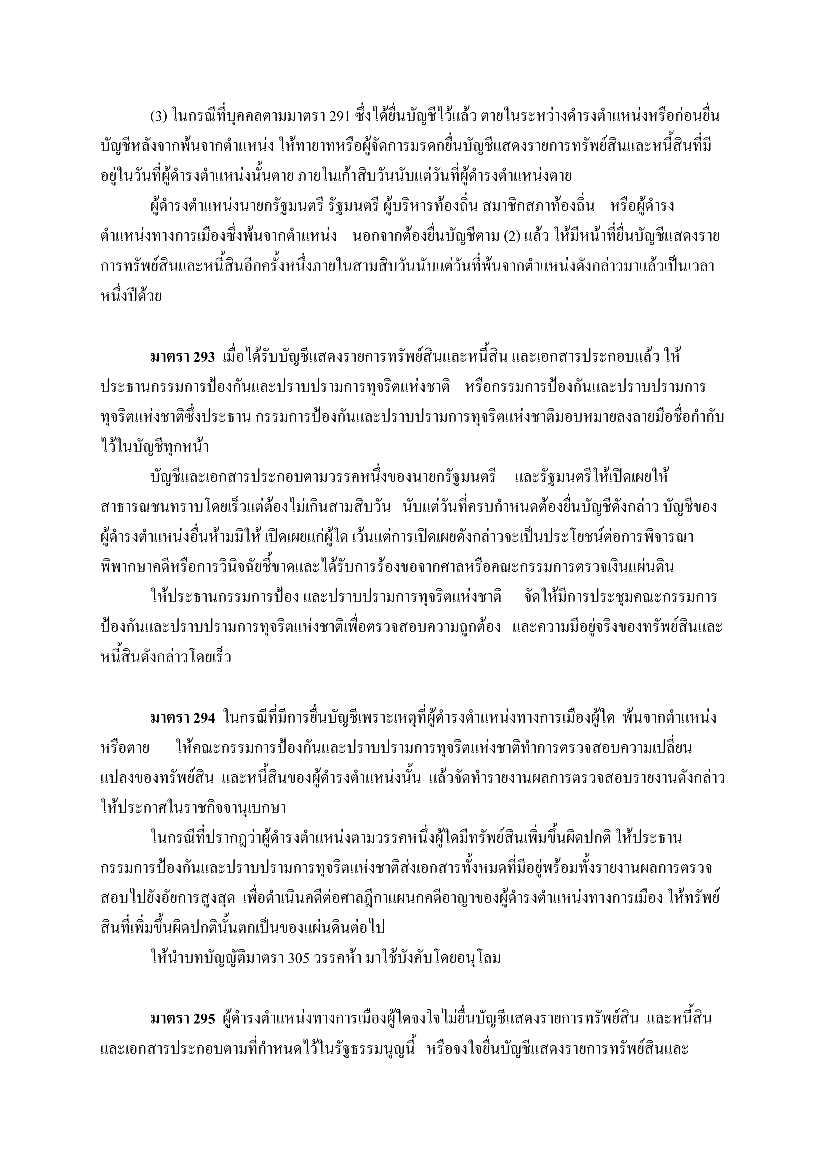 (3) ในกรณีที่บุคคลตามมาตรา 291 ซึ่งได้ยื่นบัญชีไว้แล้ว ตายในระหว่างดำรงตำแหน่งหรือก่อนยื่น
บัญชีหลังจากพ้นจากตำแหน่ง ให้ทายาทหรือผู้จัดการมรดกยื่นบัญชีแสดงรายการทรัพย์สินและหนี้สินที่มี
อยู่ในวันที่ผู้ดำรงตำแหน่งนั้นตาย ภายในเก้าสิบวันนับแต่วันที่ผู้ดำรงตำแหน่งตาย
ผู้ดำรงตำแหน่งนายกรัฐมนตรี รัฐมนตรี ผู้บริหารท้องถิ่น สมาชิกสภาท้องถิ่น หรือผู้ดำรง
ตำแหน่งทางการเมืองซึ่งพ้นจากตำแหน่ง นอกจากต้องยื่นบัญชีตาม (2) แล้ว ให้มีหน้าที่ยื่นบัญชีแสดงราย
การทรัพย์สินและหนี้สินอีกครั้งหนึ่งภายในสามสิบวันนับแต่วันที่พ้นจากตำแหน่งดังกล่าวมาแล้วเป็นเวลา
หนึ่งปีด้วย
มาตรา 293 เมื่อได้รับบัญชีแสดงรายการทรัพย์สินและหนี้สิน และเอกสารประกอบแล้ว ให้
ประธานกรรมการป้องกันและปราบปรามการทุจริตแห่งชาติ หรือกรรมการป้องกันและปราบปรามการ
ทุจริตแห่งชาติซึ่งประธาน กรรมการป้องกันและปราบปรามการทุจริตแห่งชาติมอบหมายลงลายมือชื่อกำกับ
ไว้ในบัญชีทุกหน้า
บัญชีและเอกสารประกอบตามวรรคหนึ่งของนายกรัฐมนตรี และรัฐมนตรีให้เปิดเผยให้
สาธารณชนทราบโดยเร็วแต่ต้องไม่เกินสามสิบวัน นับแต่วันที่ครบกำหนดต้องยื่นบัญชีดังกล่าว บัญชีของ
ผู้ดำรงตำแหน่งอื่นห้ามมิให้ เปิดเผยแก่ผู้ใด เว้นแต่การเปิดเผยดังกล่าวจะเป็นประโยชน์ต่อการพิจารณา
พิพากษาคดีหรือการวินิจฉัยชี้ขาดและได้รับการร้องขอจากศาลหรือคณะกรรมการตรวจเงินแผ่นดิน
ให้ประธานกรรมการป้อง และปราบปรามการทุจริตแห่งชาติ จัดให้มีการประชุมคณะกรรมการ
ป้องกันและปราบปรามการทุจริตแห่งชาติเพื่อตรวจสอบความถูกต้อง และความมีอยู่จริงของทรัพย์สินและ
หนี้สินดังกล่าวโดยเร็ว
มาตรา 294 ในกรณีที่มีการยื่นบัญชีเพราะเหตุที่ผู้ดำรงตำแหน่งทางการเมืองผู้ใด พ้นจากตำแหน่ง
หรือตาย ให้คณะกรรมการป้องกันและปราบปรามการทุจริตแห่งชาติทำการตรวจสอบความเปลี่ยน
แปลงของทรัพย์สิน และหนี้สินของผู้ดำรงตำแหน่งนั้น แล้วจัดทำรายงานผลการตรวจสอบรายงานดังกล่าว
ให้ประกาศในราชกิจจานุเบกษา
ในกรณีที่ปรากฏว่าผู้ดำรงตำแหน่งตามวรรคหนึ่งผู้ใดมีทรัพย์สินเพิ่มขึ้นผิดปกติ ให้ประธาน
กรรมการป้องกันและปราบปรามการทุจริตแห่งชาติส่งเอกสารทั้งหมดที่มีอยู่พร้อมทั้งรายงานผลการตรวจ
สอบไปยังอัยการสูงสุด เพื่อดำเนินคดีต่อศาลฎีกาแผนกคดีอาญาของผู้ดำรงตำแหน่งทางการเมือง ให้ทรัพย์
สินที่เพิ่มขึ้นผิดปกตินั้นตกเป็นของแผ่นดินต่อไป
ให้นำบทบัญญัติมาตรา 305 วรรคห้า มาใช้บังคับโดยอนุโลม
มาตรา 295 ผู้ดำรงตำแหน่งทางการเมืองผู้ใดจงใจไม่ยื่นบัญชีแสดงรายการทรัพย์สิน และหนี้สิน
และเอกสารประกอบตามที่กำหนดไว้ในรัฐธรรมนูญนี้ หรือจงใจยื่นบัญชีแสดงรายการทรัพย์สินและ